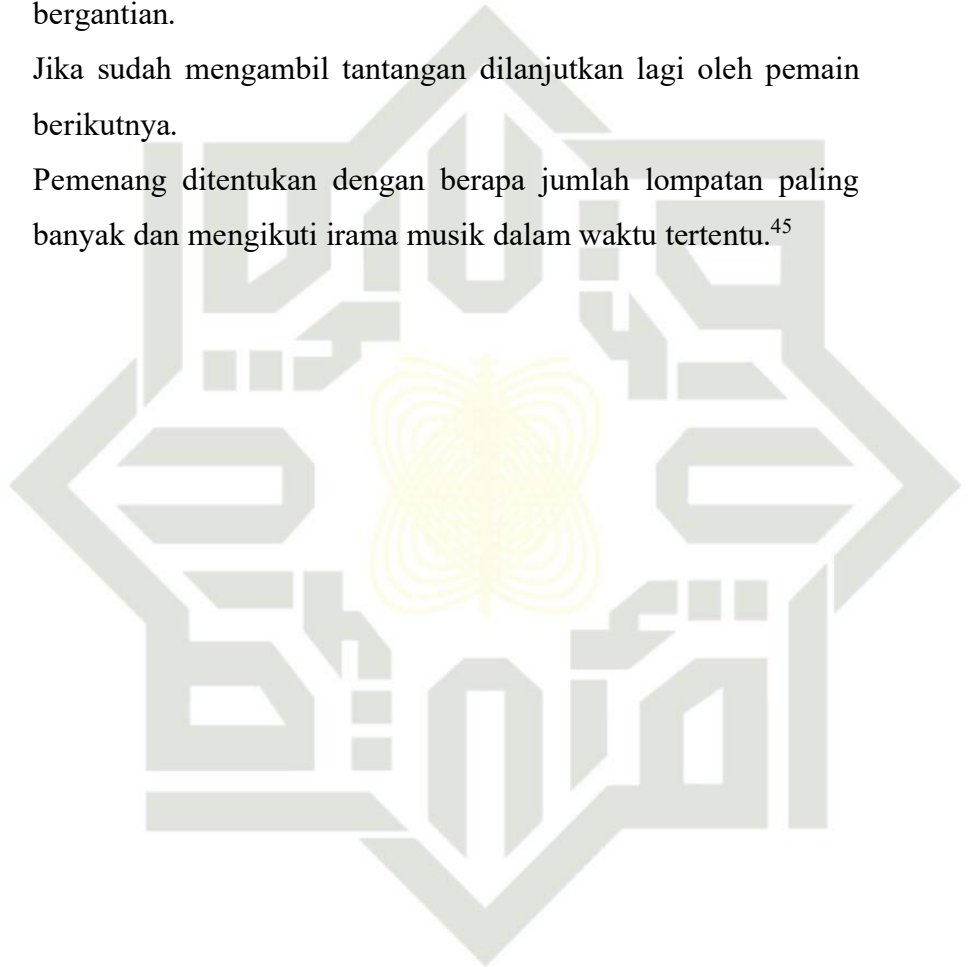 bergantian.
Jika sudah mengambil tantangan dilanjutkan lagi oleh pemain
berikutnya.
Pemenang ditentukan dengan berapa jumlah lompatan paling
banyak dan mengikuti irama musik dalam waktu tertentu.45